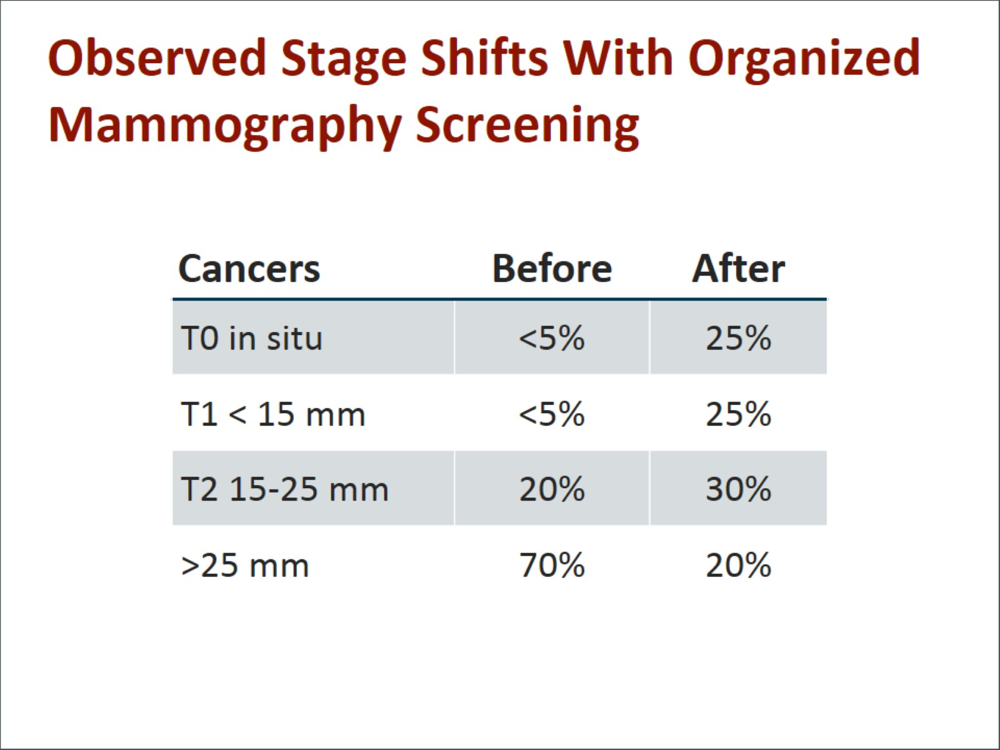 Observed Stage Shifts With Organized
Mammography Screening
Cancers Before After
T0 in situ <5% 25%
T1 < 15 mm <5% 25%
T2 15-25 mm 20% 30%
>25 mm 70% 20%